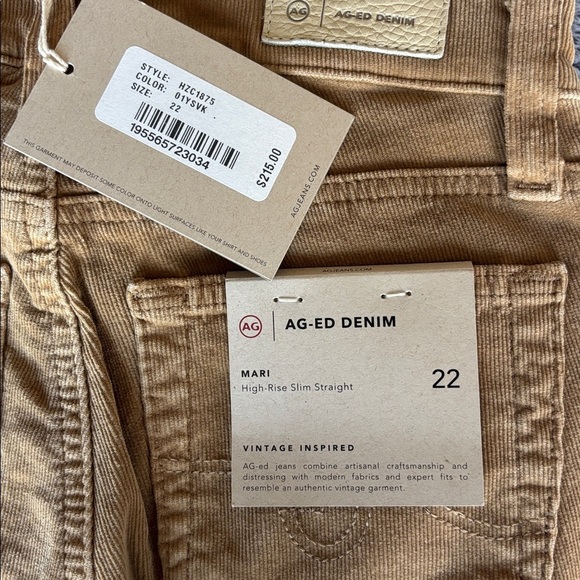 AG AG-ED DENIM
STYLE: HZC1875
COLOR: 01YSVK
SIZE: 22
195565723034
$215.00
THIS GARMENT MAY DEPOSIT
SOME COLOR ONTO LIGHT
SURFACES LIKE YOUR SHIRT AND SHOES
AGJEANS.COM
AGJEANS.COM
AG AG-ED DENIM
MARI
High-Rise Slim Straight
22
VINTAGE INSPIRED
AG-ed jeans combine artisanal craftsmanship and
distressing with modern fabrics and expert fits to
resemble an authentic vintage garment.